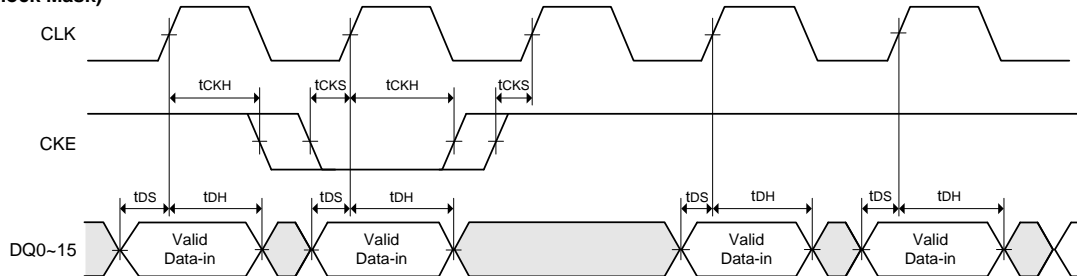 lock Mask)
CLK
tCKH tCKS tCKH tCKS
CKE
tDS tDH tDS tDH tDS tDH tDS tDH
DQ0~15
Valid Data-in Valid Data-in Valid Data-in Valid Data-in